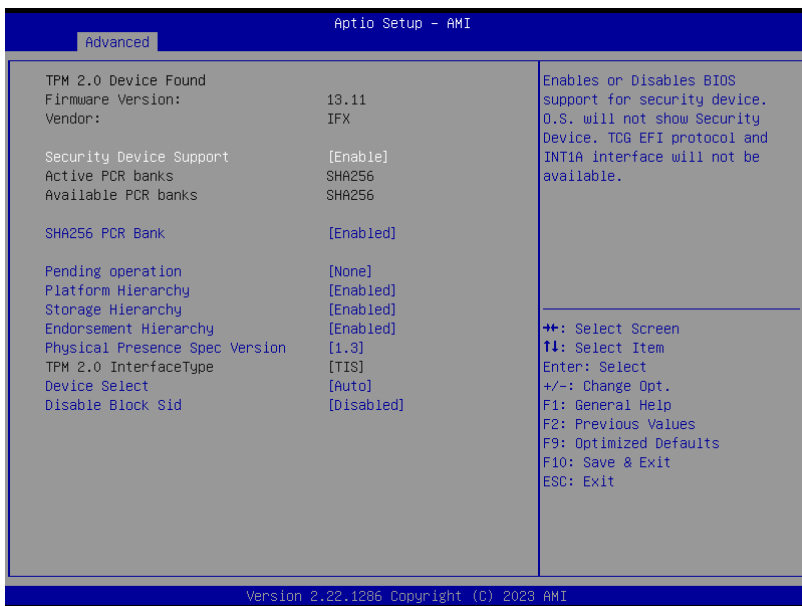 Aptio Setup – AMI
Advanced
TPM 2.0 Device Found
Firmware Version: 13.11
Vendor: IFX
Security Device Support [Enable]
Active PCR banks SHA256
Available PCR banks SHA256
SHA256 PCR Bank [Enabled]
Pending operation [None]
Platform Hierarchy [Enabled]
Storage Hierarchy [Enabled]
Endorsement Hierarchy [Enabled]
Physical Presence Spec Version [1.3]
TPM 2.0 InterfaceType [TIS]
Device Select [Auto]
Disable Block Sid [Disabled]
Enables or Disables BIOS
support for security device.
O.S. will not show Security
Device. TCG EFI protocol and
INT1A interface will not be
available.
→←: Select Screen
↑↓: Select Item
Enter: Select
+/-: Change Opt.
F1: General Help
F2: Previous Values
F9: Optimized Defaults
F10: Save & Exit
ESC: Exit
Version 2.22.1286 Copyright (C) 2023 AMI